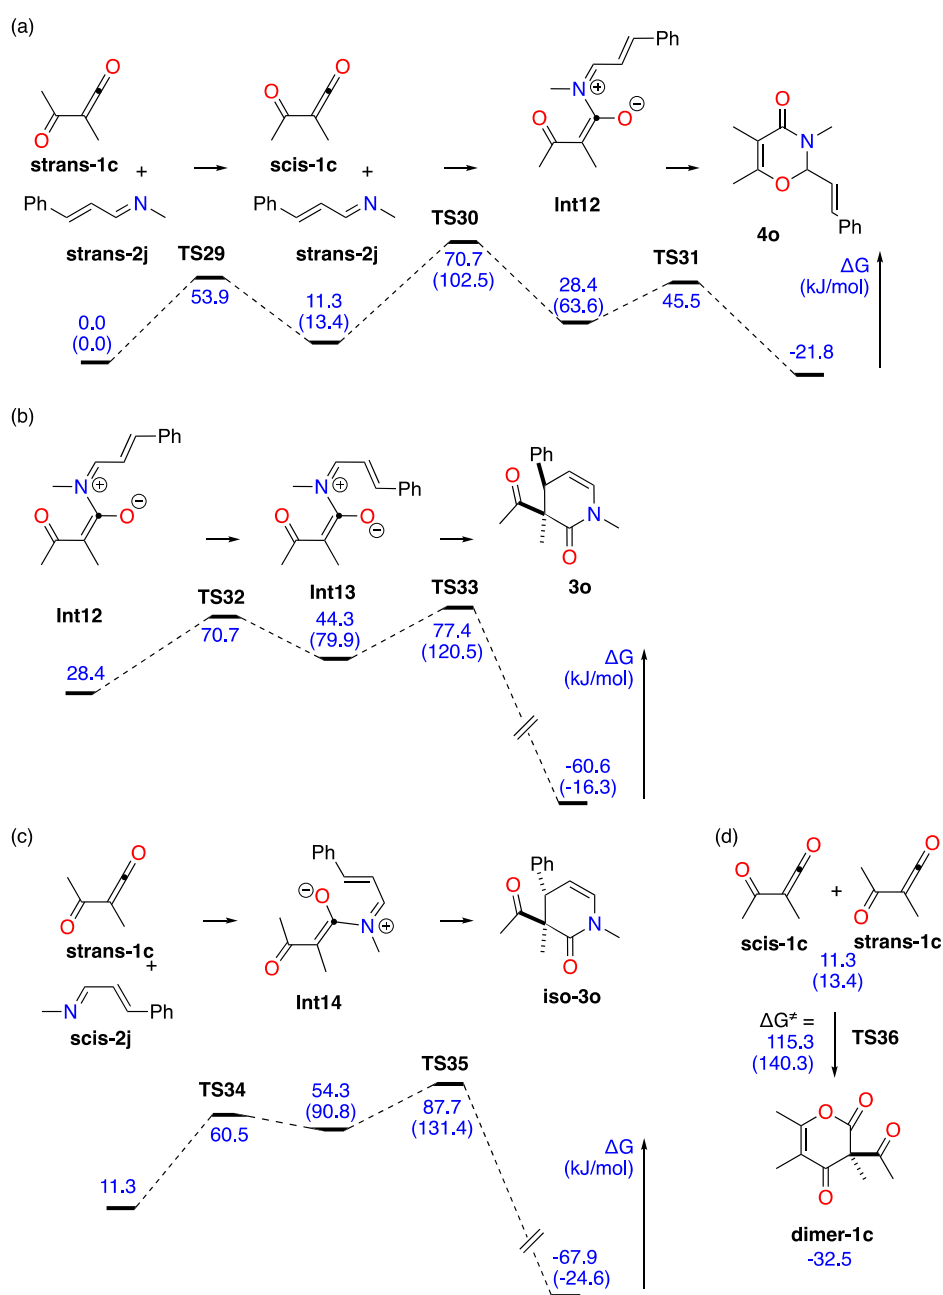 (a)
O
O
strans-1c
+
Ph
N
strans-2j
O
O
scis-1c
+
Ph
N
strans-2j
Ph
N
+
O
O
−
Int12
O
N
O
Ph
4o
TS29
53.9
TS30
70.7
(102.5)
TS31
45.5
0.0
(0.0)
11.3
(13.4)
28.4
(63.6)
-21.8
ΔG
(kJ/mol)
(b)
Ph
N
+
O
O
−
Int12
Ph
N
+
O
O
−
Int13
Ph
O
N
O
3o
TS32
70.7
44.3
(79.9)
TS33
77.4
(120.5)
28.4
-60.6
(-16.3)
ΔG
(kJ/mol)
(c)
O
O
strans-1c
+
N
Ph
scis-2j
Ph
−
O
N
+
O
Int14
Ph
O
N
O
iso-3o
TS34
60.5
54.3
(90.8)
TS35
87.7
(131.4)
11.3
-67.9
(-24.6)
ΔG
(kJ/mol)
(d)
O
O
scis-1c
+
O
O
strans-1c
11.3
(13.4)
ΔG≠ =
115.3
(140.3)
TS36
O
O
O
O
dimer-1c
-32.5